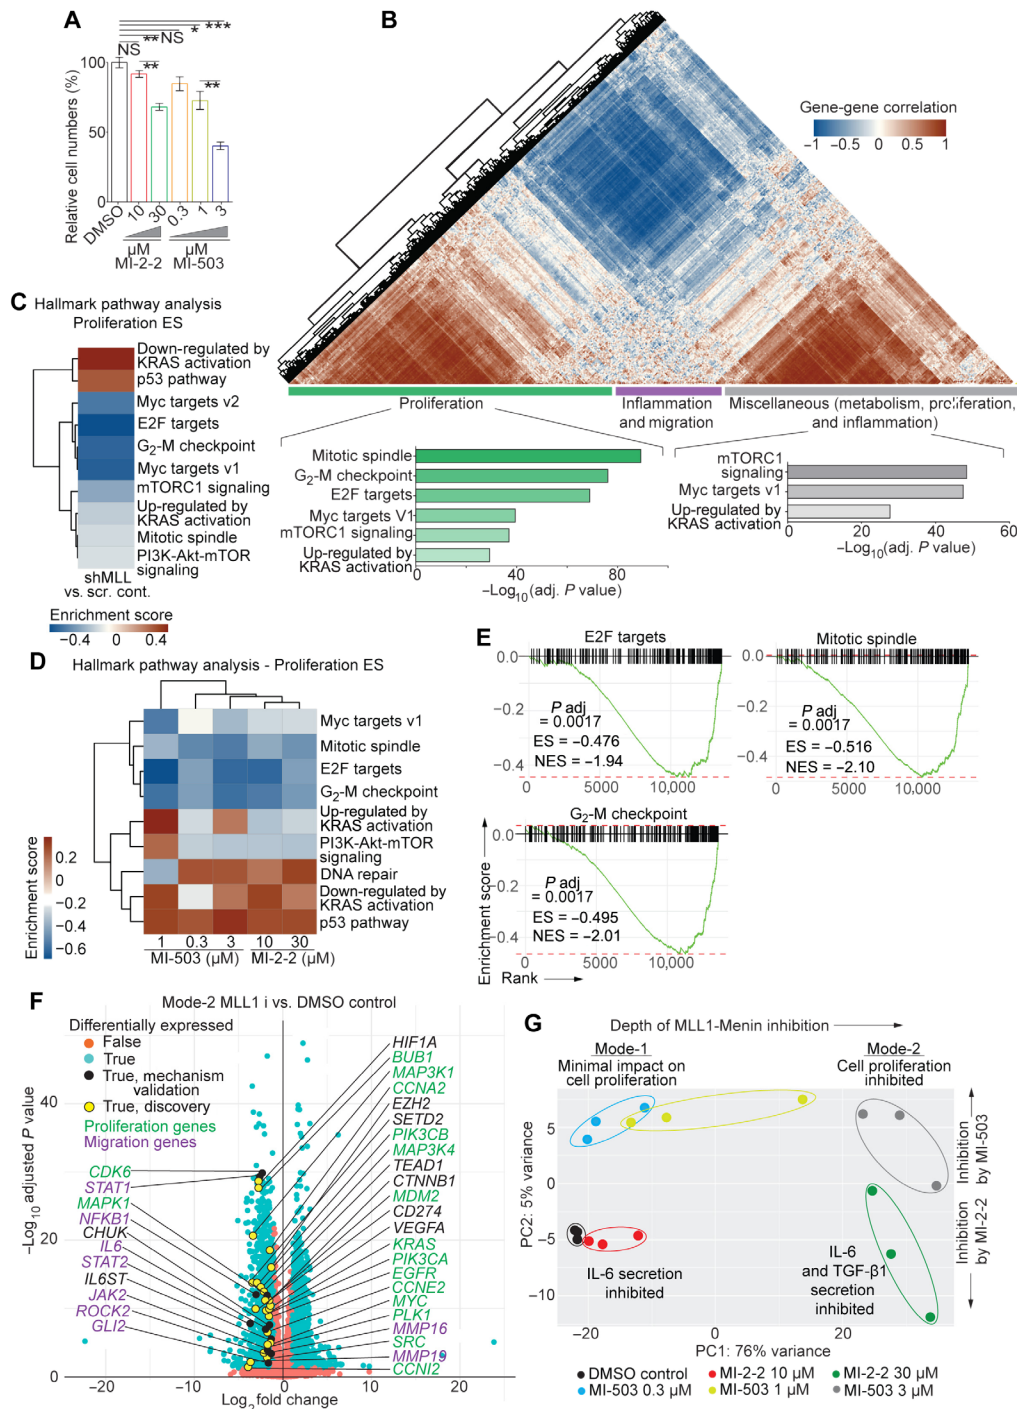 A
NS
**
NS
*
***
**
**
100
50
0
Relative cell numbers (%)
DMSO
10
30
0.3
1
3
µM
MI-2-2
µM
MI-503
B
Gene-gene correlation
−1
−0.5
0
0.5
1
Proliferation
Inflammation
and migration
Miscellaneous (metabolism, proliferation,
and inflammation)
Mitotic spindle
G2-M checkpoint
E2F targets
Myc targets V1
mTORC1 signaling
Up-regulated by
KRAS activation
0
40
80
−Log10(adj. P value)
mTORC1
signaling
Myc targets v1
Up-regulated by
KRAS activation
0
20
40
60
−Log10(adj. P value)
C
Hallmark pathway analysis
Proliferation ES
Down-regulated by
KRAS activation
p53 pathway
Myc targets v2
E2F targets
G2-M checkpoint
Myc targets v1
mTORC1 signaling
Up-regulated by
KRAS activation
Mitotic spindle
PI3K-Akt-mTOR
signaling
shMLL
vs. scr. cont.
Enrichment score
−0.4
0
0.4
D
Hallmark pathway analysis - Proliferation ES
Myc targets v1
Mitotic spindle
E2F targets
G2-M checkpoint
Up-regulated by
KRAS activation
PI3K-Akt-mTOR
signaling
DNA repair
Down-regulated by
KRAS activation
p53 pathway
Enrichment score
0.2
0
−0.2
−0.4
−0.6
1
0.3
3
10
30
MI-503 (µM)
MI-2-2 (µM)
E
E2F targets
0.0
−0.2
−0.4
P adj
= 0.0017
ES = −0.476
NES = −1.94
0
5000
10,000
Mitotic spindle
0.0
−0.2
−0.4
P adj
= 0.0017
ES = −0.516
NES = −2.10
0
5000
10,000
G2-M checkpoint
0.0
−0.2
−0.4
P adj
= 0.0017
ES = −0.495
NES = −2.01
0
5000
10,000
Enrichment score
Rank
F
Mode-2 MLL1 i vs. DMSO control
Differentially expressed
False
True
True, mechanism
validation
True, discovery
Proliferation genes
Migration genes
−Log10 adjusted P value
40
20
0
CDK6
STAT1
MAPK1
NFKB1
CHUK
IL6
STAT2
IL6ST
JAK2
ROCK2
GLI2
HIF1A
BUB1
MAP3K1
CCNA2
EZH2
SETD2
PIK3CB
MAP3K4
TEAD1
CTNNB1
MDM2
CD274
VEGFA
KRAS
PIK3CA
EGFR
CCNE2
MYC
PLK1
MMP16
SRC
MMP19
CCNI2
−20
−10
0
10
20
Log2 fold change
G
Depth of MLL1-Menin inhibition
Mode-1
Minimal impact on
cell proliferation
Mode-2
Cell proliferation
inhibited
PC2: 5% variance
5
0
−5
−10
IL-6 secretion
inhibited
IL-6
and TGF-β1
secretion
inhibited
Inhibition
by MI-503
Inhibition
by MI-2-2
−20
0
20
PC1: 76% variance
DMSO control
MI-2-2 10 µM
MI-2-2 30 µM
MI-503 0.3 µM
MI-503 1 µM
MI-503 3 µM